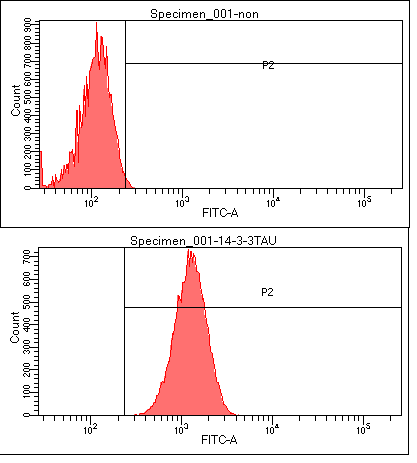 Specimen_001-non
Count
0 100 200 300 400 500 600 700 800 900
P2
10² 10³ 10⁴ 10⁵
FITC-A
Specimen_001-14-3-3TAU
Count
0 100 200 300 400 500 600 700
P2
10² 10³ 10⁴ 10⁵
FITC-A